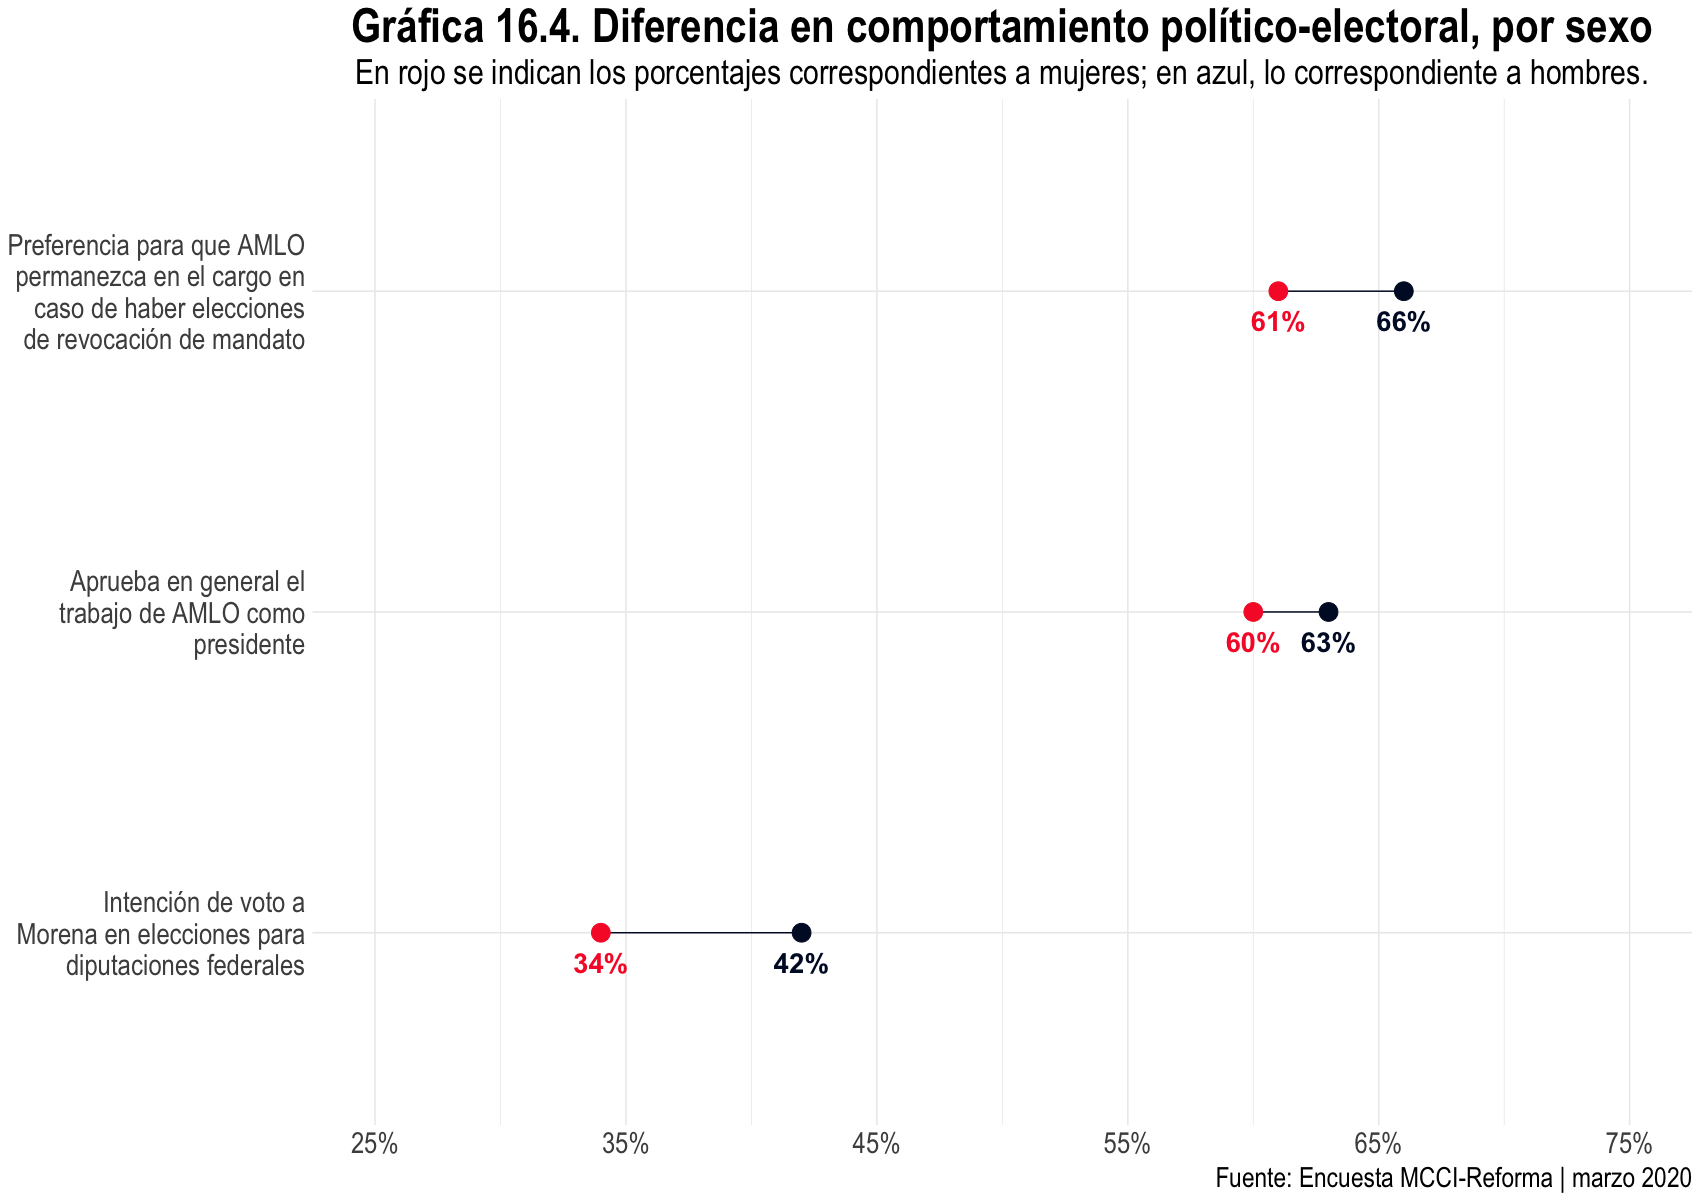 Gráfica 16.4. Diferencia en comportamiento político-electoral, por sexo
En rojo se indican los porcentajes correspondientes a mujeres; en azul, lo correspondiente a hombres.
Preferencia para que AMLO
permanezca en el cargo en
caso de haber elecciones
de revocación de mandato
61%
66%
Aprueba en general el
trabajo de AMLO como
presidente
60%
63%
Intención de voto a
Morena en elecciones para
diputaciones federales
34%
42%
25%
35%
45%
55%
65%
75%
Fuente: Encuesta MCCI-Reforma | marzo 2020